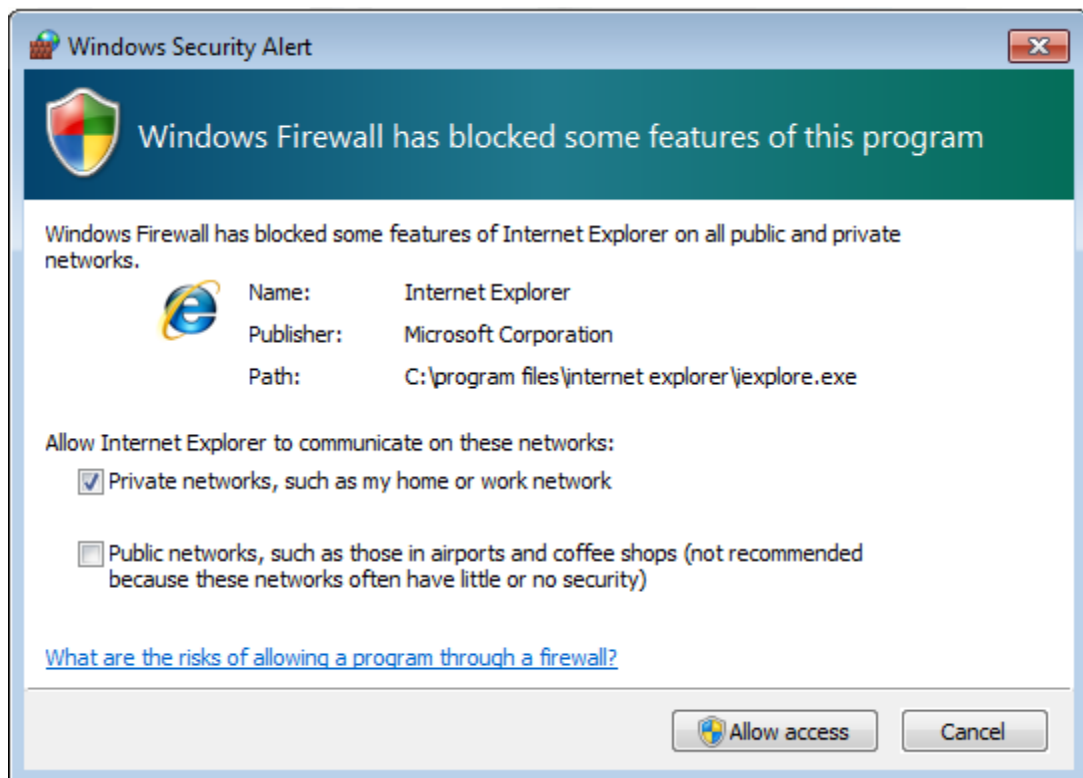 Windows Security Alert
Windows Firewall has blocked some features of this program
Windows Firewall has blocked some features of Internet Explorer on all public and private
networks.
Name: Internet Explorer
Publisher: Microsoft Corporation
Path: C:\program files\internet explorer\iexplore.exe
Allow Internet Explorer to communicate on these networks:
Private networks, such as my home or work network
Public networks, such as those in airports and coffee shops (not recommended
because these networks often have little or no security)
What are the risks of allowing a program through a firewall?
Allow access Cancel